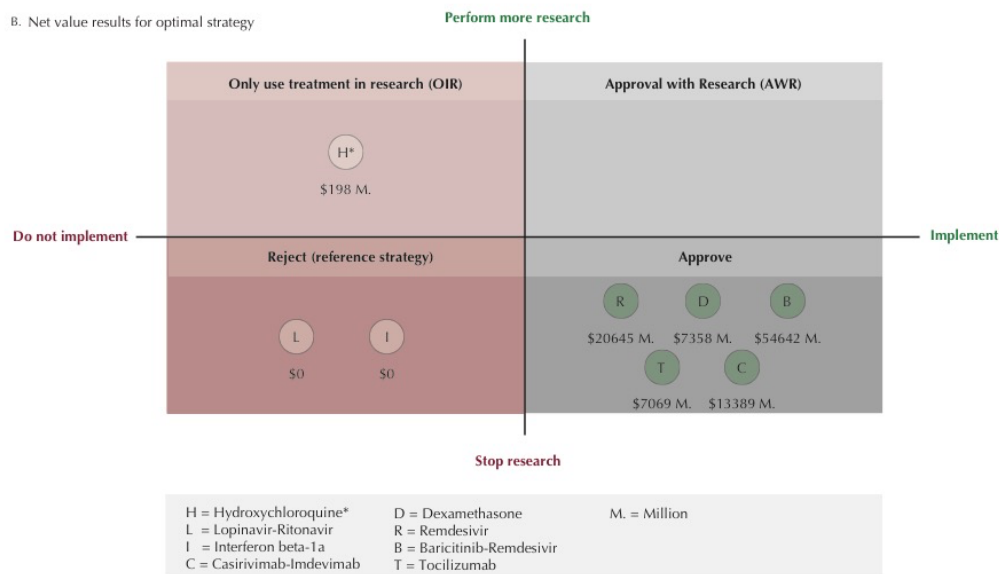 B. Net value results for optimal strategy
Perform more research
Only use treatment in research (OIR)
Approval with Research (AWR)
H*
$198 M.
Do not implement
Implement
Reject (reference strategy)
Approve
R D B
$20645 M. $7358 M. $54642 M.
L I
$0 $0
T C
$7069 M. $13389 M.
Stop research
H = Hydroxychloroquine*
L = Lopinavir-Ritonavir
I = Interferon beta-1a
C = Casirivimab-Imdevimab
D = Dexamethasone
R = Remdesivir
B = Baricitinib-Remdesivir
T = Tocilizumab
M. = Million